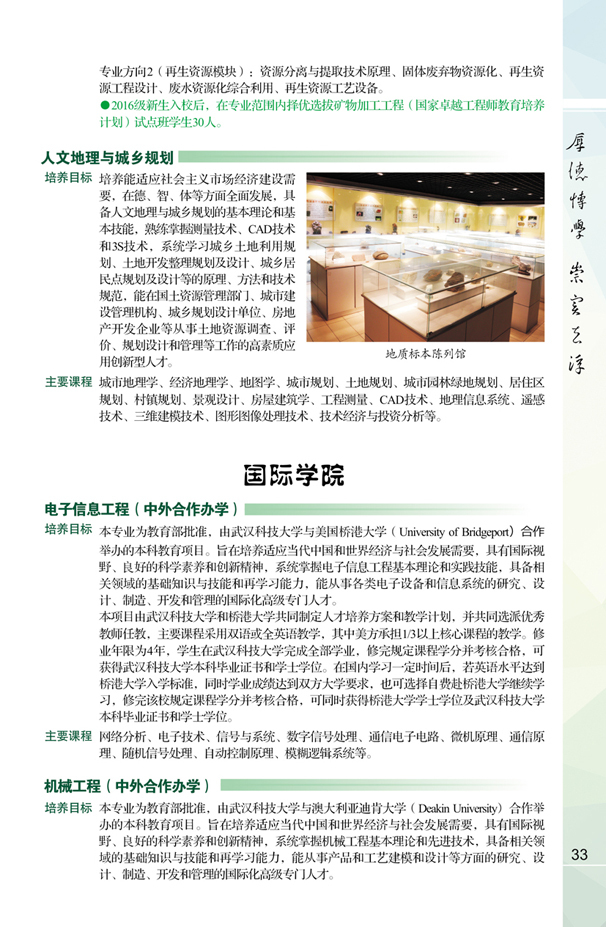 专业方向2（再生资源模块）：资源分离与提取技术原理、固体废弃物资源化、再生资
源工程设计、废水资源化综合利用、再生资源工艺设备。
●2016级新生入校后，在专业范围内择优选拔矿物加工工程（国家卓越工程师教育培养
计划）试点班学生30人。
人文地理与城乡规划
培养目标 培养能适应社会主义市场经济建设需
要，在德、智、体等方面全面发展，具
备人文地理与城乡规划的基本理论和基
本技能，熟练掌握测量技术、CAD技术
和3S技术，系统学习城乡土地利用规
划、土地开发整理规划及设计、城乡居
民点规划及设计等的原理、方法和技术
规范，能在国土资源管理部门、城市建
设管理机构、城乡规划设计单位、房地
产开发企业等从事土地资源调查、评
价、规划设计和管理等工作的高素质应
用创新型人才。
地质标本陈列馆
主要课程 城市地理学、经济地理学、地图学、城市规划、土地规划、城市园林绿地规划、居住区
规划、村镇规划、景观设计、房屋建筑学、工程测量、CAD技术、地理信息系统、遥感
技术、三维建模技术、图形图像处理技术、技术经济与投资分析等。
国际学院
电子信息工程（中外合作办学）
培养目标 本专业为教育部批准，由武汉科技大学与美国桥港大学（University of Bridgeport）合作
举办的本科教育项目。旨在培养适应当代中国和世界经济与社会发展需要，具有国际视
野、良好的科学素养和创新精神，系统掌握电子信息工程基本理论和实践技能，具备相
关领域的基础知识与技能和再学习能力，能从事各类电子设备和信息系统的研究、设
计、制造、开发和管理的国际化高级专门人才。
本项目由武汉科技大学和桥港大学共同制定人才培养方案和教学计划，并共同选派优秀
教师任教，主要课程采用双语或全英语教学，其中美方承担1/3以上核心课程的教学。修
业年限为4年，学生在武汉科技大学完成全部学业，修完规定课程学分并考核合格，可
获得武汉科技大学本科毕业证书和学士学位。在国内学习一定时间后，若英语水平达到
桥港大学入学标准，同时学业成绩达到双方大学要求，也可选择自费赴桥港大学继续学
习，修完该校规定课程学分并考核合格，可同时获得桥港大学学士学位及武汉科技大学
本科毕业证书和学士学位。
主要课程 网络分析、电子技术、信号与系统、数字信号处理、通信电子电路、微机原理、通信原
理、随机信号处理、自动控制原理、模糊逻辑系统等。
机械工程（中外合作办学）
培养目标 本专业为教育部批准，由武汉科技大学与澳大利亚迪肯大学（Deakin University）合作举
办的本科教育项目。旨在培养适应当代中国和世界经济与社会发展需要，具有国际视
野、良好的科学素养和创新精神，系统掌握机械工程基本理论和先进技术，具备相关领
域的基础知识与技能和再学习能力，能从事产品和工艺建模和设计等方面的研究、设
计、制造、开发和管理的国际化高级专门人才。
厚德博学 崇实去浮
33